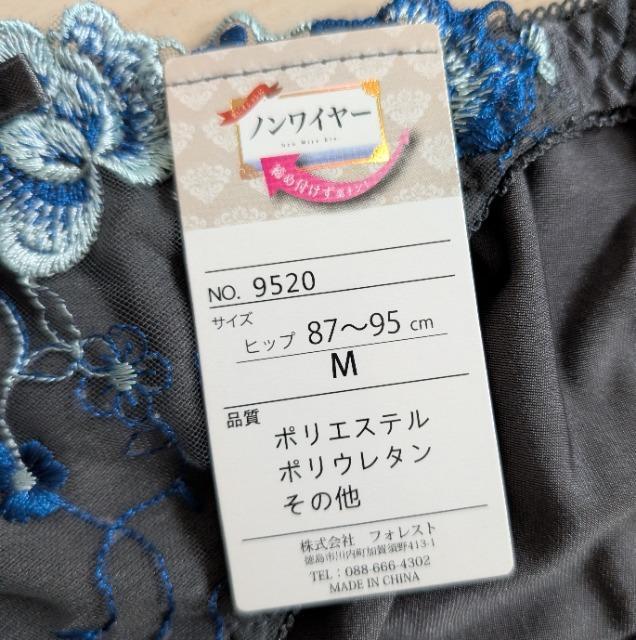 ノンワイヤー
Non Wire Bra
締め付けず楽チン♪
NO. 9520
サイズ
ヒップ 87～95 cm
M
品質
ポリエステル
ポリウレタン
その他
株式会社 フォレスト
徳島市川内町加賀須野413-1
TEL：088-666-4302
MADE IN CHINA